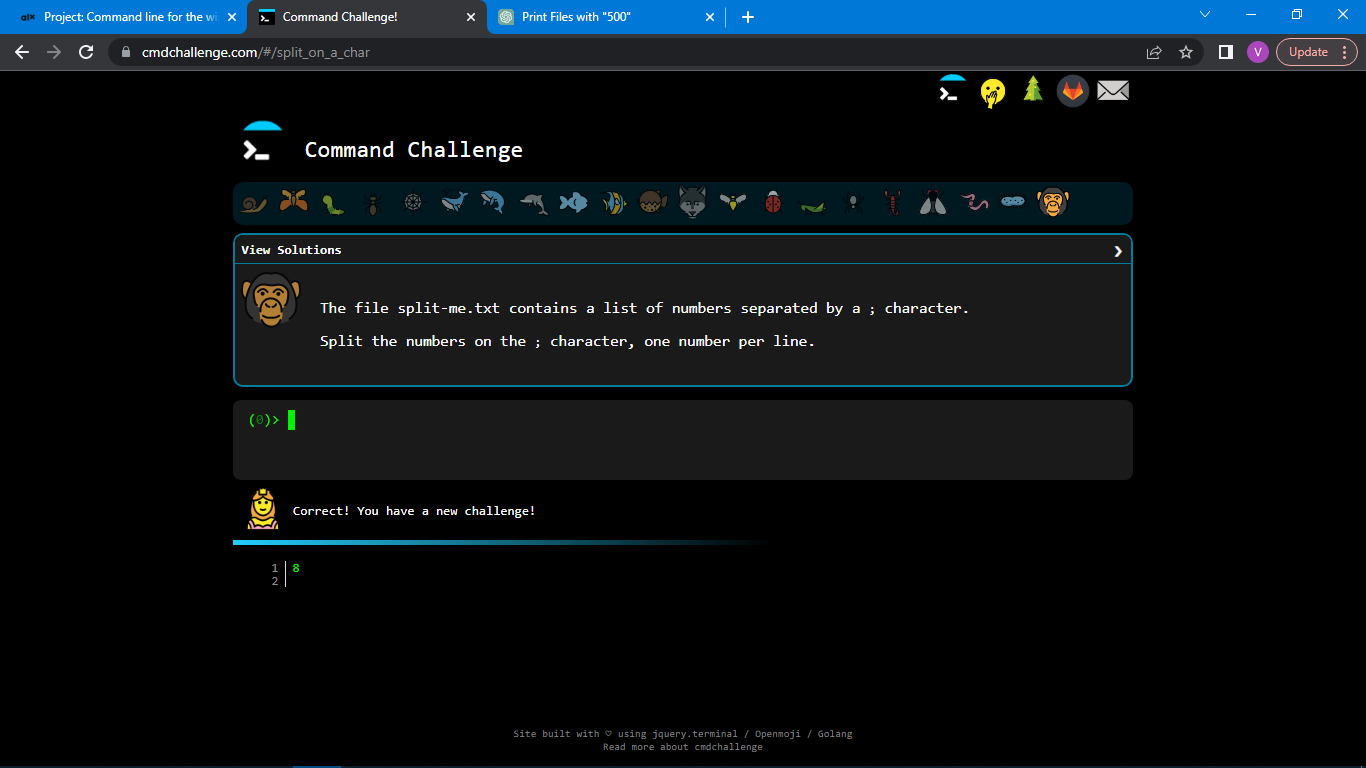 al× Project: Command line for the wi
Command Challenge!
Print Files with "500"
cmdchallenge.com/#/split_on_a_char
V
Update
Command Challenge
View Solutions
The file split-me.txt contains a list of numbers separated by a ; character.
Split the numbers on the ; character, one number per line.
(0)>
Correct! You have a new challenge!
1 8
2
Site built with ♡ using jquery.terminal / Openmoji / Golang
Read more about cmdchallenge